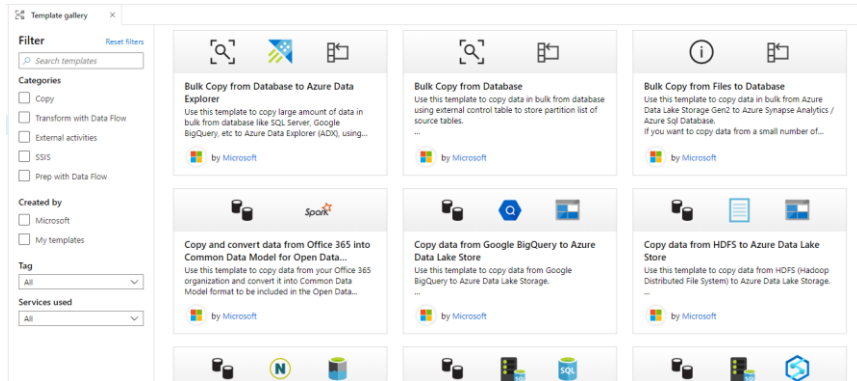 Template gallery
Filter
Reset filters
Search templates
Categories
Copy
Transform with Data Flow
External activities
SSIS
Prep with Data Flow
Created by
Microsoft
My templates
Tag
All
Services used
All
Bulk Copy from Database to Azure Data
Explorer
Use this template to copy large amount of data in
bulk from database like SQL Server, Google
BigQuery, etc to Azure Data Explorer (ADX), using...
by Microsoft
Bulk Copy from Database
Use this template to copy data in bulk from database
using external control table to store partition list of
source tables.
...
by Microsoft
Bulk Copy from Files to Database
Use this template to copy data in bulk from Azure
Data Lake Storage Gen2 to Azure Synapse Analytics /
Azure Sql Database.
If you want to copy data from a small number of...
by Microsoft
Spark
Copy and convert data from Office 365 into
Common Data Model for Open Data...
Use this template to copy data from your Office 365
organization and convert it into Common Data
Model format to be included in the Open Data...
by Microsoft
Copy data from Google BigQuery to Azure
Data Lake Store
Use this template to copy data from Google
BigQuery to Azure Data Lake Storage.
...
by Microsoft
Copy data from HDFS to Azure Data Lake
Store
Use this template to copy data from HDFS (Hadoop
Distributed File System) to Azure Data Lake Storage.
...
by Microsoft
N
SQL